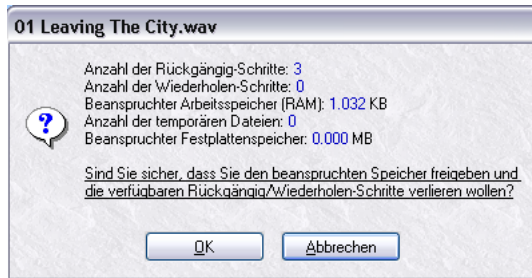 01 Leaving The City.wav
Anzahl der Rückgängig-Schritte: 3
Anzahl der Wiederholen-Schritte: 0
Beanspruchter Arbeitsspeicher (RAM): 1.032 KB
Anzahl der temporären Dateien: 0
Beanspruchter Festplattenspeicher: 0.000 MB
Sind Sie sicher, dass Sie den beanspruchten Speicher freigeben und
die verfügbaren Rückgängig/Wiederholen-Schritte verlieren wollen?
OK
Abbrechen